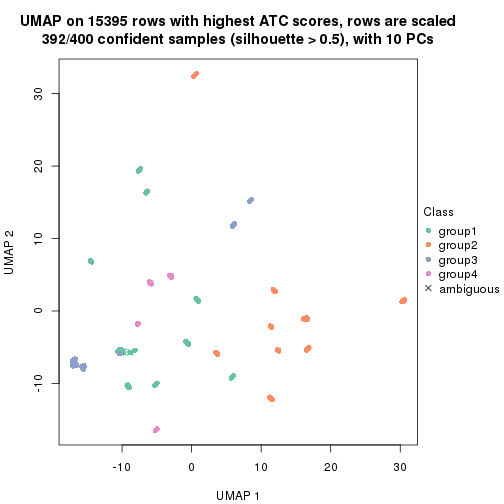 UMAP on 15395 rows with highest ATC scores, rows are scaled
392/400 confident samples (silhouette > 0.5), with 10 PCs
30
20
10
0
-10
UMAP 2
-10
0
10
20
30
UMAP 1
Class
group1
group2
group3
group4
ambiguous